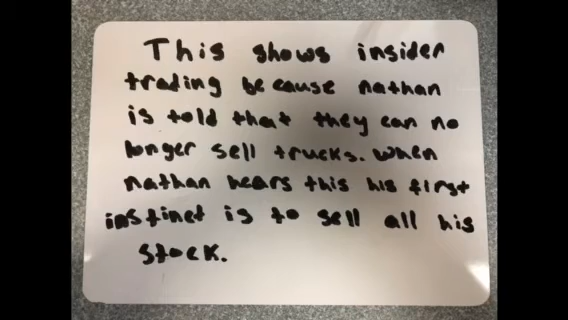 This shows insider
trading because nathan
is told that they can no
longer sell trucks. When
nathan hears this his first
instinct is to sell all his
stock.